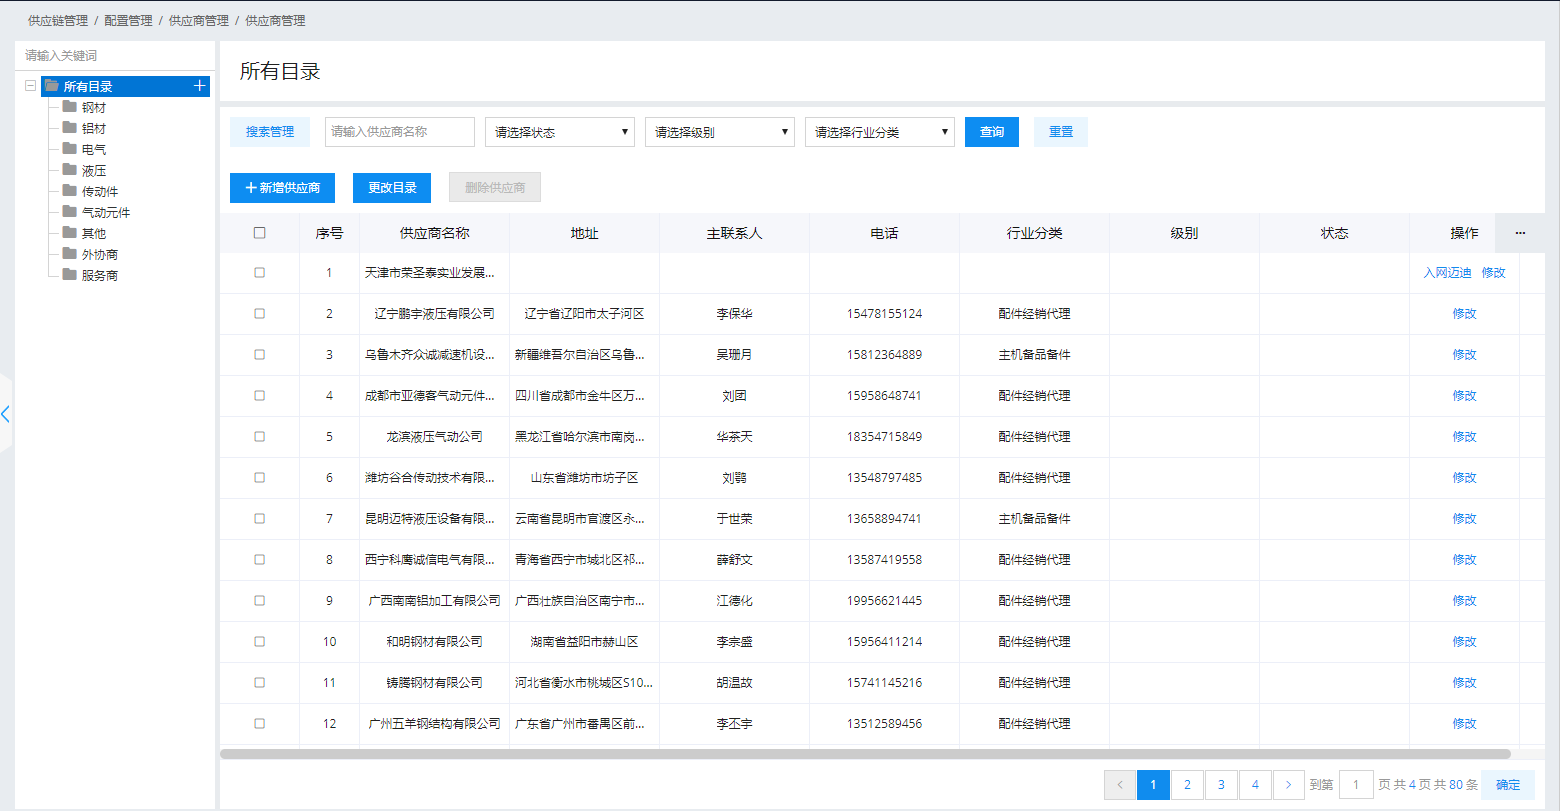 供应链管理 / 配置管理 / 供应商管理 / 供应商管理
请输入关键词
所有目录
钢材
铝材
电气
液压
传动件
气动元件
其他
外协商
服务商
所有目录
搜索管理 请输入供应商名称 请选择状态 请选择级别 请选择行业分类 查询 重置
新增供应商 更改目录 删除供应商
序号 供应商名称 地址 主联系人 电话 行业分类 级别 状态 操作 ...
1 天津市荣圣泰实业发展... 入网迈迪 修改
2 辽宁鹏宇液压有限公司 辽宁省辽阳市太子河区 李保华 15478155124 配件经销代理 修改
3 乌鲁木齐众诚减速机设... 新疆维吾尔自治区乌鲁... 吴珊月 15812364889 主机备品备件 修改
4 成都市亚德客气动元件... 四川省成都市金牛区万... 刘团 15958648741 配件经销代理 修改
5 龙滨液压气动公司 黑龙江省哈尔滨市南岗... 华茶天 18354715849 配件经销代理 修改
6 潍坊谷合传动技术有限... 山东省潍坊市坊子区 刘鹗 13548797485 配件经销代理 修改
7 昆明迈特液压设备有限... 云南省昆明市官渡区永... 于世荣 13658894741 主机备品备件 修改
8 西宁科鹰诚信电气有限... 青海省西宁市城北区祁... 薛舒文 13587419558 配件经销代理 修改
9 广西南南铝加工有限公司 广西壮族自治区南宁市... 江德化 19956621445 配件经销代理 修改
10 和明钢材有限公司 湖南省益阳市赫山区 李宗盛 15956411214 配件经销代理 修改
11 铸腾钢材有限公司 河北省衡水市桃城区S10... 胡温故 15741145216 配件经销代理 修改
12 广州五羊钢结构有限公司 广东省广州市番禺区前... 李丕宇 13512589456 配件经销代理 修改
< 1 2 3 4 > 到第 1 页 共 4 页 共 80 条 确定